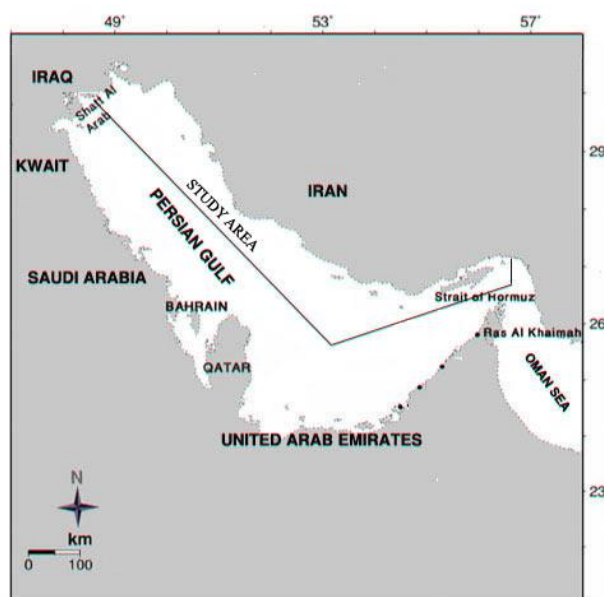 49′
53′
57′
IRAQ
Shatt Al
Arab
29
KWAIT
IRAN
STUDY AREA
PERSIAN GULF
SAUDI ARABIA
Strait of Hormuz
BAHRAIN
26
Ras Al Khaimah
QATAR
OMAN SEA
UNITED ARAB EMIRATES
N
23
km
0 100